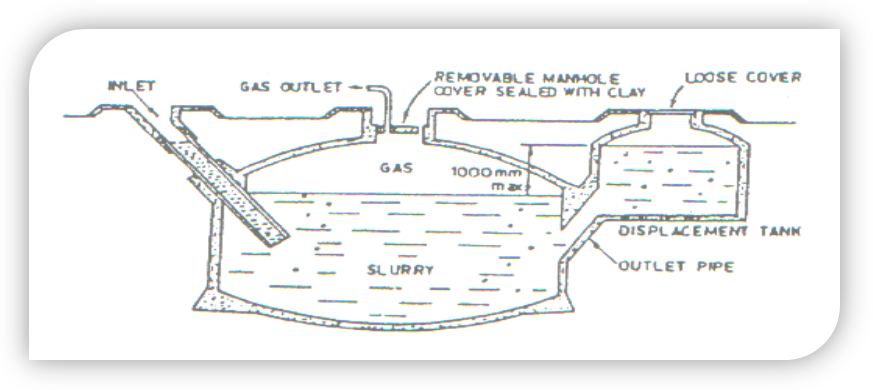 INLET
GAS OUTLET
REMOVABLE MANHOLE
COVER SEALED WITH CLAY
LOOSE COVER
GAS
1000mm
max
DISPLACEMENT TANK
SLURRY
OUTLET PIPE